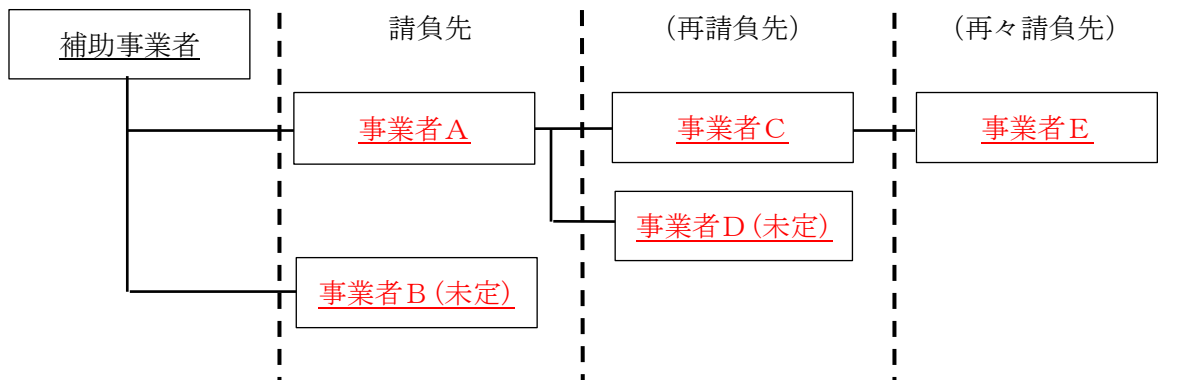 補助事業者
請負先
(再請負先)
(再々請負先)
事業者A
事業者C
事業者E
事業者D(未定)
事業者B(未定)